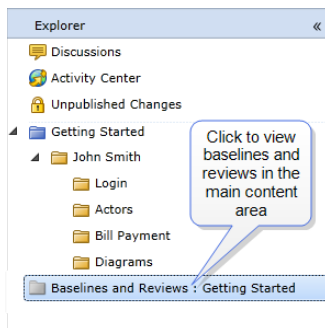 Explorer «
Discussions
Activity Center
Unpublished Changes
Getting Started
John Smith
Login
Actors
Bill Payment
Diagrams
Click to view
baselines and
reviews in the
main content
area
Baselines and Reviews : Getting Started